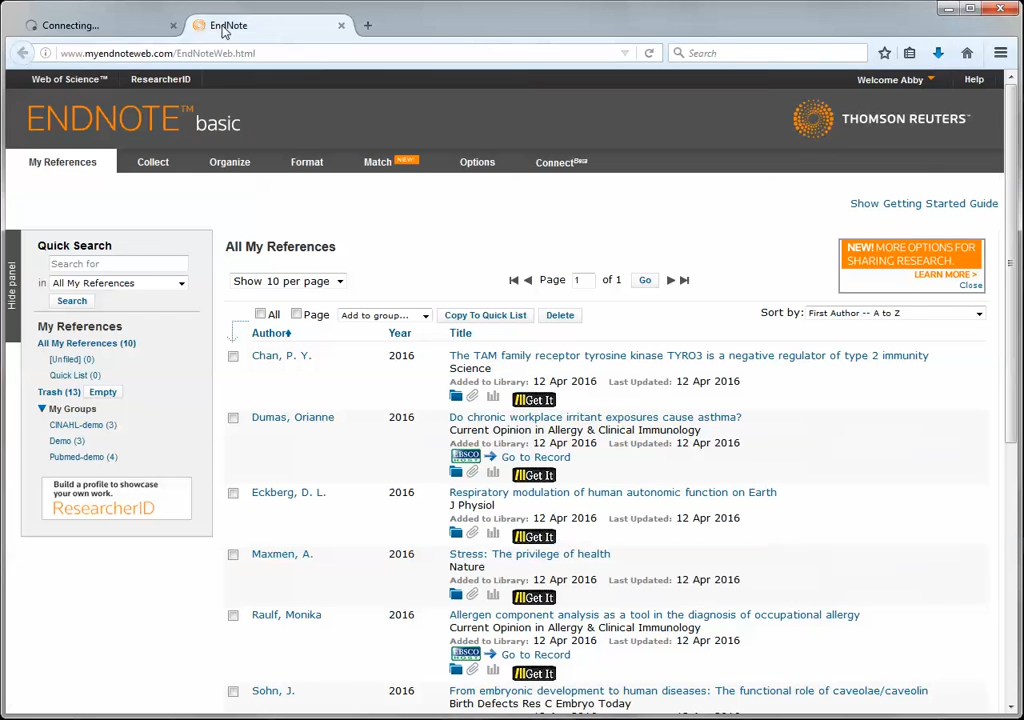 Connecting...
EndNote
www.myendnoteweb.com/EndNoteWeb.html
Search
Web of Science™ ResearcherID
Welcome Abby Help
ENDNOTE™ basic
THOMSON REUTERS™
My References Collect Organize Format Match NEW! Options Connect Beta
Show Getting Started Guide
Hide panel
Quick Search
Search for
in All My References
Search
My References
All My References (10)
[Unfiled] (0)
Quick List (0)
Trash (13) Empty
My Groups
CINAHL-demo (3)
Demo (3)
Pubmed-demo (4)
Build a profile to showcase
your own work.
ResearcherID
All My References
Show 10 per page
Page 1 of 1 Go
NEW! MORE OPTIONS FOR
SHARING RESEARCH.
LEARN MORE >
Close
All Page Add to group... Copy To Quick List Delete
Sort by: First Author -- A to Z
Author Year Title
Chan, P. Y. 2016 The TAM family receptor tyrosine kinase TYRO3 is a negative regulator of type 2 immunity
Science
Added to Library: 12 Apr 2016 Last Updated: 12 Apr 2016
Get It
Dumas, Orianne 2016 Do chronic workplace irritant exposures cause asthma?
Current Opinion in Allergy & Clinical Immunology
Added to Library: 12 Apr 2016 Last Updated: 12 Apr 2016
EBSCO HOST Go to Record
Get It
Eckberg, D. L. 2016 Respiratory modulation of human autonomic function on Earth
J Physiol
Added to Library: 12 Apr 2016 Last Updated: 12 Apr 2016
Get It
Maxmen, A. 2016 Stress: The privilege of health
Nature
Added to Library: 12 Apr 2016 Last Updated: 12 Apr 2016
Get It
Raulf, Monika 2016 Allergen component analysis as a tool in the diagnosis of occupational allergy
Current Opinion in Allergy & Clinical Immunology
Added to Library: 12 Apr 2016 Last Updated: 12 Apr 2016
EBSCO HOST Go to Record
Get It
Sohn, J. 2016 From embryonic development to human diseases: The functional role of caveolae/caveolin
Birth Defects Res C Embryo Today